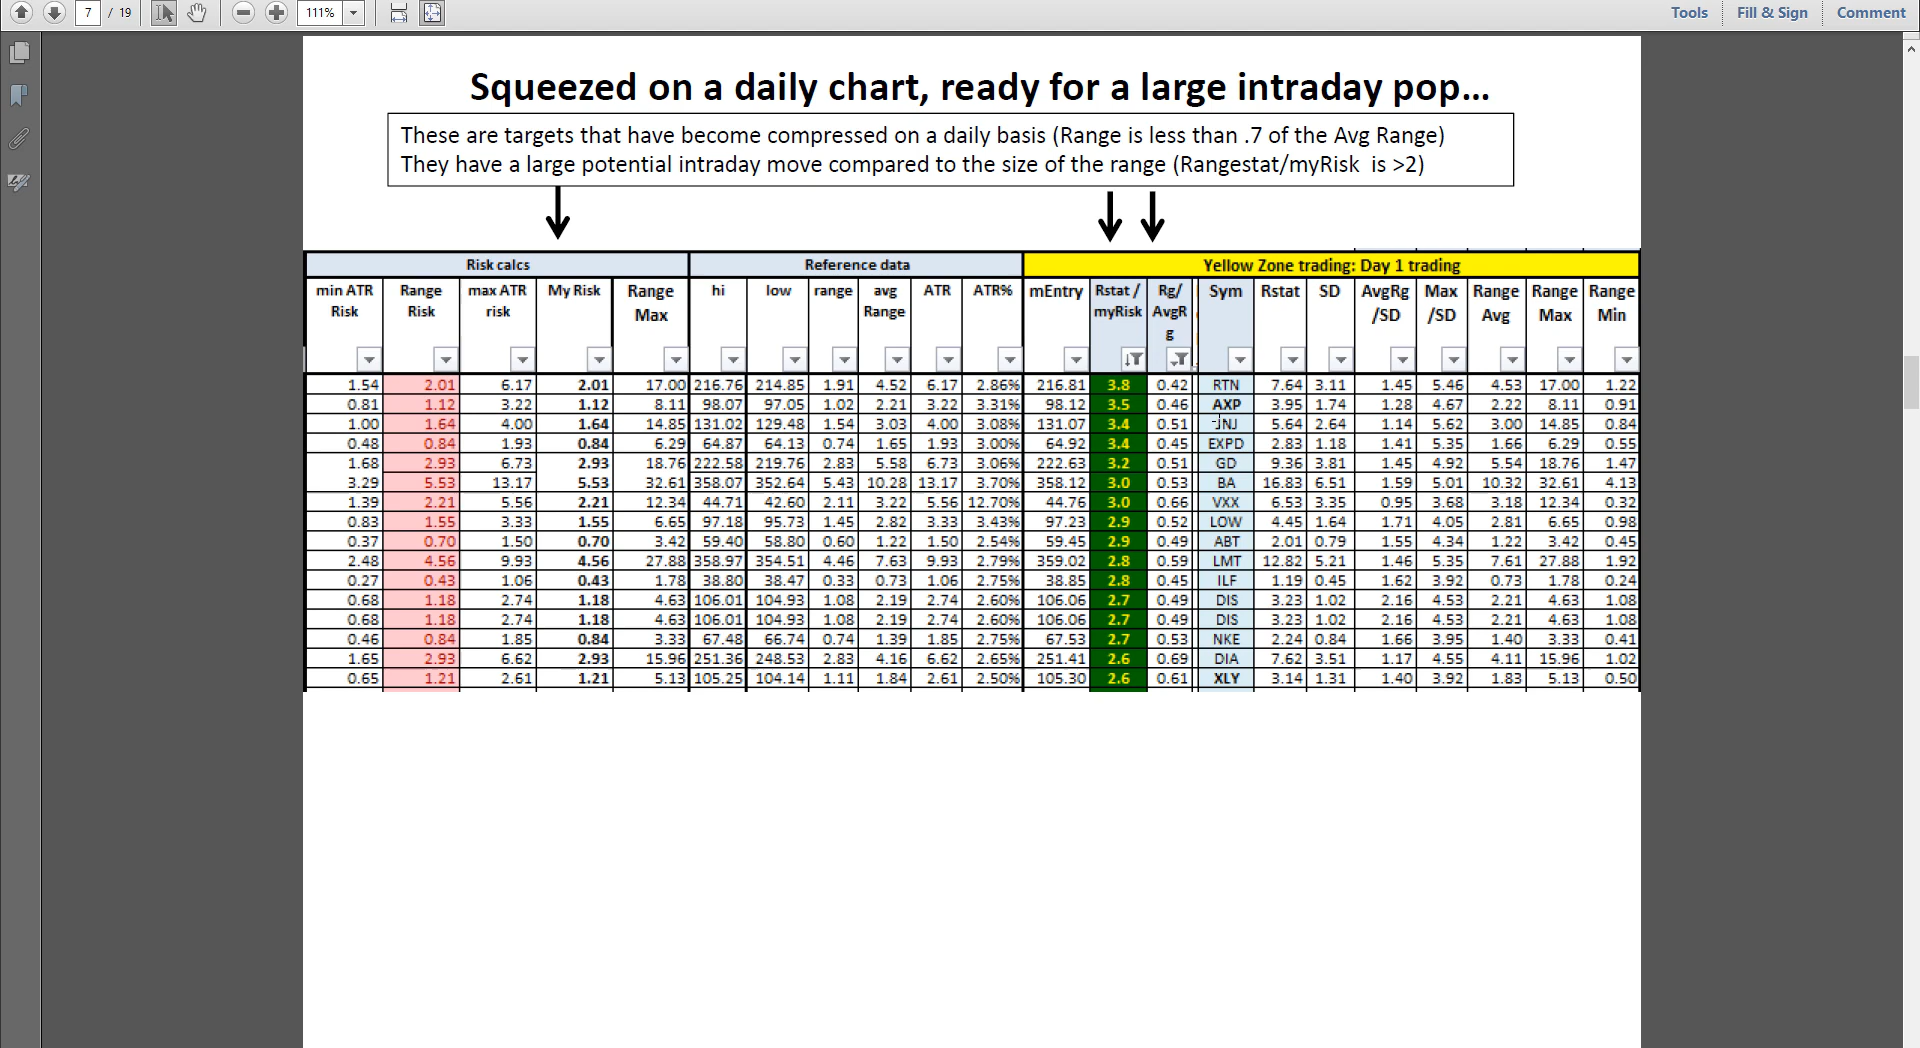 7 / 19 111% Tools Fill & Sign Comment
Squeezed on a daily chart, ready for a large intraday pop...
These are targets that have become compressed on a daily basis (Range is less than .7 of the Avg Range)
They have a large potential intraday move compared to the size of the range (Rangestat/myRisk is >2)
Risk calcs Reference data Yellow Zone trading: Day 1 trading
min ATR Risk Range Risk max ATR risk My Risk Range Max hi low range avg Range ATR ATR% mEntry Rstat / myRisk Rg/ AvgR g Sym Rstat SD AvgRg /SD Max /SD Range Avg Range Max Range Min
1.54 2.01 6.17 2.01 17.00 216.76 214.85 1.91 4.52 6.17 2.86% 216.81 3.8 0.42 RTN 7.64 3.11 1.45 5.46 4.53 17.00 1.22
0.81 1.12 3.22 1.12 8.11 98.07 97.05 1.02 2.21 3.22 3.31% 98.12 3.5 0.46 AXP 3.95 1.74 1.28 4.67 2.22 8.11 0.91
1.00 1.64 4.00 1.64 14.85 131.02 129.48 1.54 3.03 4.00 3.08% 131.07 3.4 0.51 JNJ 5.64 2.64 1.14 5.62 3.00 14.85 0.84
0.48 0.84 1.93 0.84 6.29 64.87 64.13 0.74 1.65 1.93 3.00% 64.92 3.4 0.45 EXPD 2.83 1.18 1.41 5.35 1.66 6.29 0.55
1.68 2.93 6.73 2.93 18.76 222.58 219.76 2.83 5.58 6.73 3.06% 222.63 3.2 0.51 GD 9.36 3.81 1.45 4.92 5.54 18.76 1.47
3.29 5.53 13.17 5.53 32.61 358.07 352.64 5.43 10.28 13.17 3.70% 358.12 3.0 0.53 BA 16.83 6.51 1.59 5.01 10.32 32.61 4.13
1.39 2.21 5.56 2.21 12.34 44.71 42.60 2.11 3.22 5.56 12.70% 44.76 3.0 0.66 VXX 6.53 3.35 0.95 3.68 3.18 12.34 0.32
0.83 1.55 3.33 1.55 6.65 97.18 95.73 1.45 2.82 3.33 3.43% 97.23 2.9 0.52 LOW 4.45 1.64 1.71 4.05 2.81 6.65 0.98
0.37 0.70 1.50 0.70 3.42 59.40 58.80 0.60 1.22 1.50 2.54% 59.45 2.9 0.49 ABT 2.01 0.79 1.55 4.34 1.22 3.42 0.45
2.48 4.56 9.93 4.56 27.88 358.97 354.51 4.46 7.63 9.93 2.79% 359.02 2.8 0.59 LMT 12.82 5.21 1.46 5.35 7.61 27.88 1.92
0.27 0.43 1.06 0.43 1.78 38.80 38.47 0.33 0.73 1.06 2.75% 38.85 2.8 0.45 ILF 1.19 0.45 1.62 3.92 0.73 1.78 0.24
0.68 1.18 2.74 1.18 4.63 106.01 104.93 1.08 2.19 2.74 2.60% 106.06 2.7 0.49 DIS 3.23 1.02 2.16 4.53 2.21 4.63 1.08
0.68 1.18 2.74 1.18 4.63 106.01 104.93 1.08 2.19 2.74 2.60% 106.06 2.7 0.49 DIS 3.23 1.02 2.16 4.53 2.21 4.63 1.08
0.46 0.84 1.85 0.84 3.33 67.48 66.74 0.74 1.39 1.85 2.75% 67.53 2.7 0.53 NKE 2.24 0.84 1.66 3.95 1.40 3.33 0.41
1.65 2.93 6.62 2.93 15.96 251.36 248.53 2.83 4.16 6.62 2.65% 251.41 2.6 0.69 DIA 7.62 3.51 1.17 4.55 4.11 15.96 1.02
0.65 1.21 2.61 1.21 5.13 105.25 104.14 1.11 1.84 2.61 2.50% 105.30 2.6 0.61 XLY 3.14 1.31 1.40 3.92 1.83 5.13 0.50